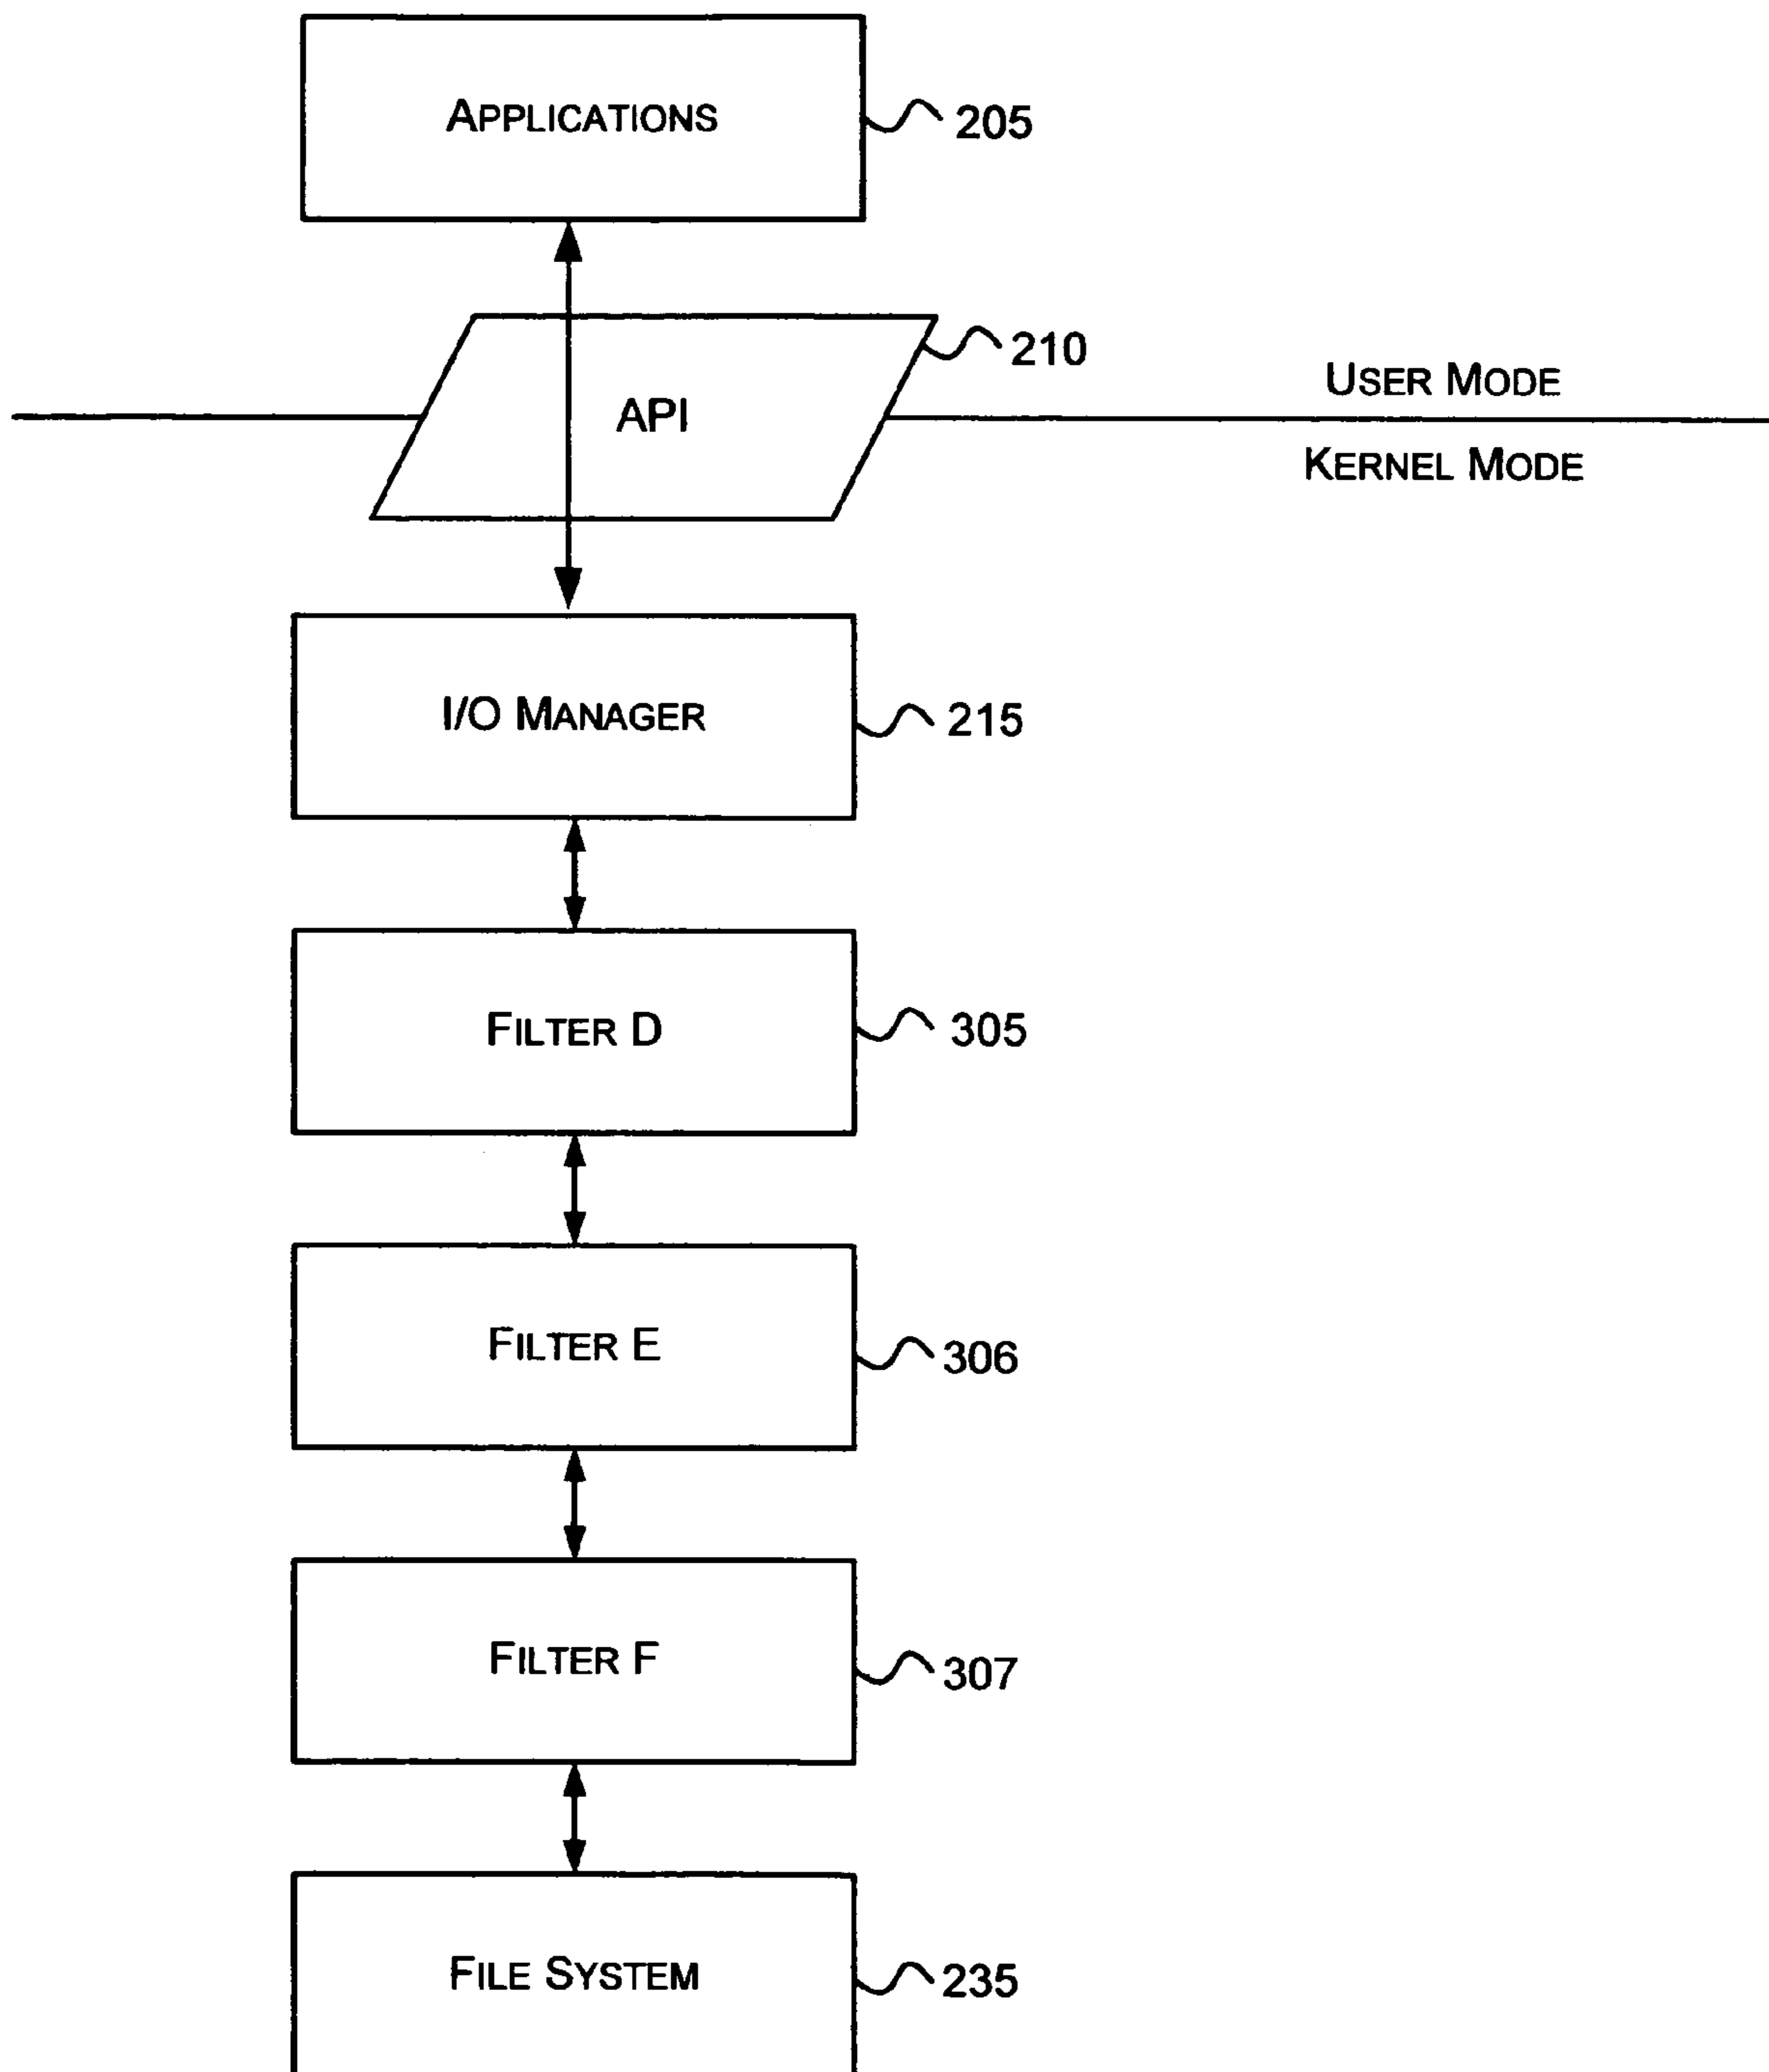 APPLICATIONS
205
210
API
USER MODE
KERNEL MODE
I/O MANAGER
215
FILTER D
305
FILTER E
306
FILTER F
307
FILE SYSTEM
235